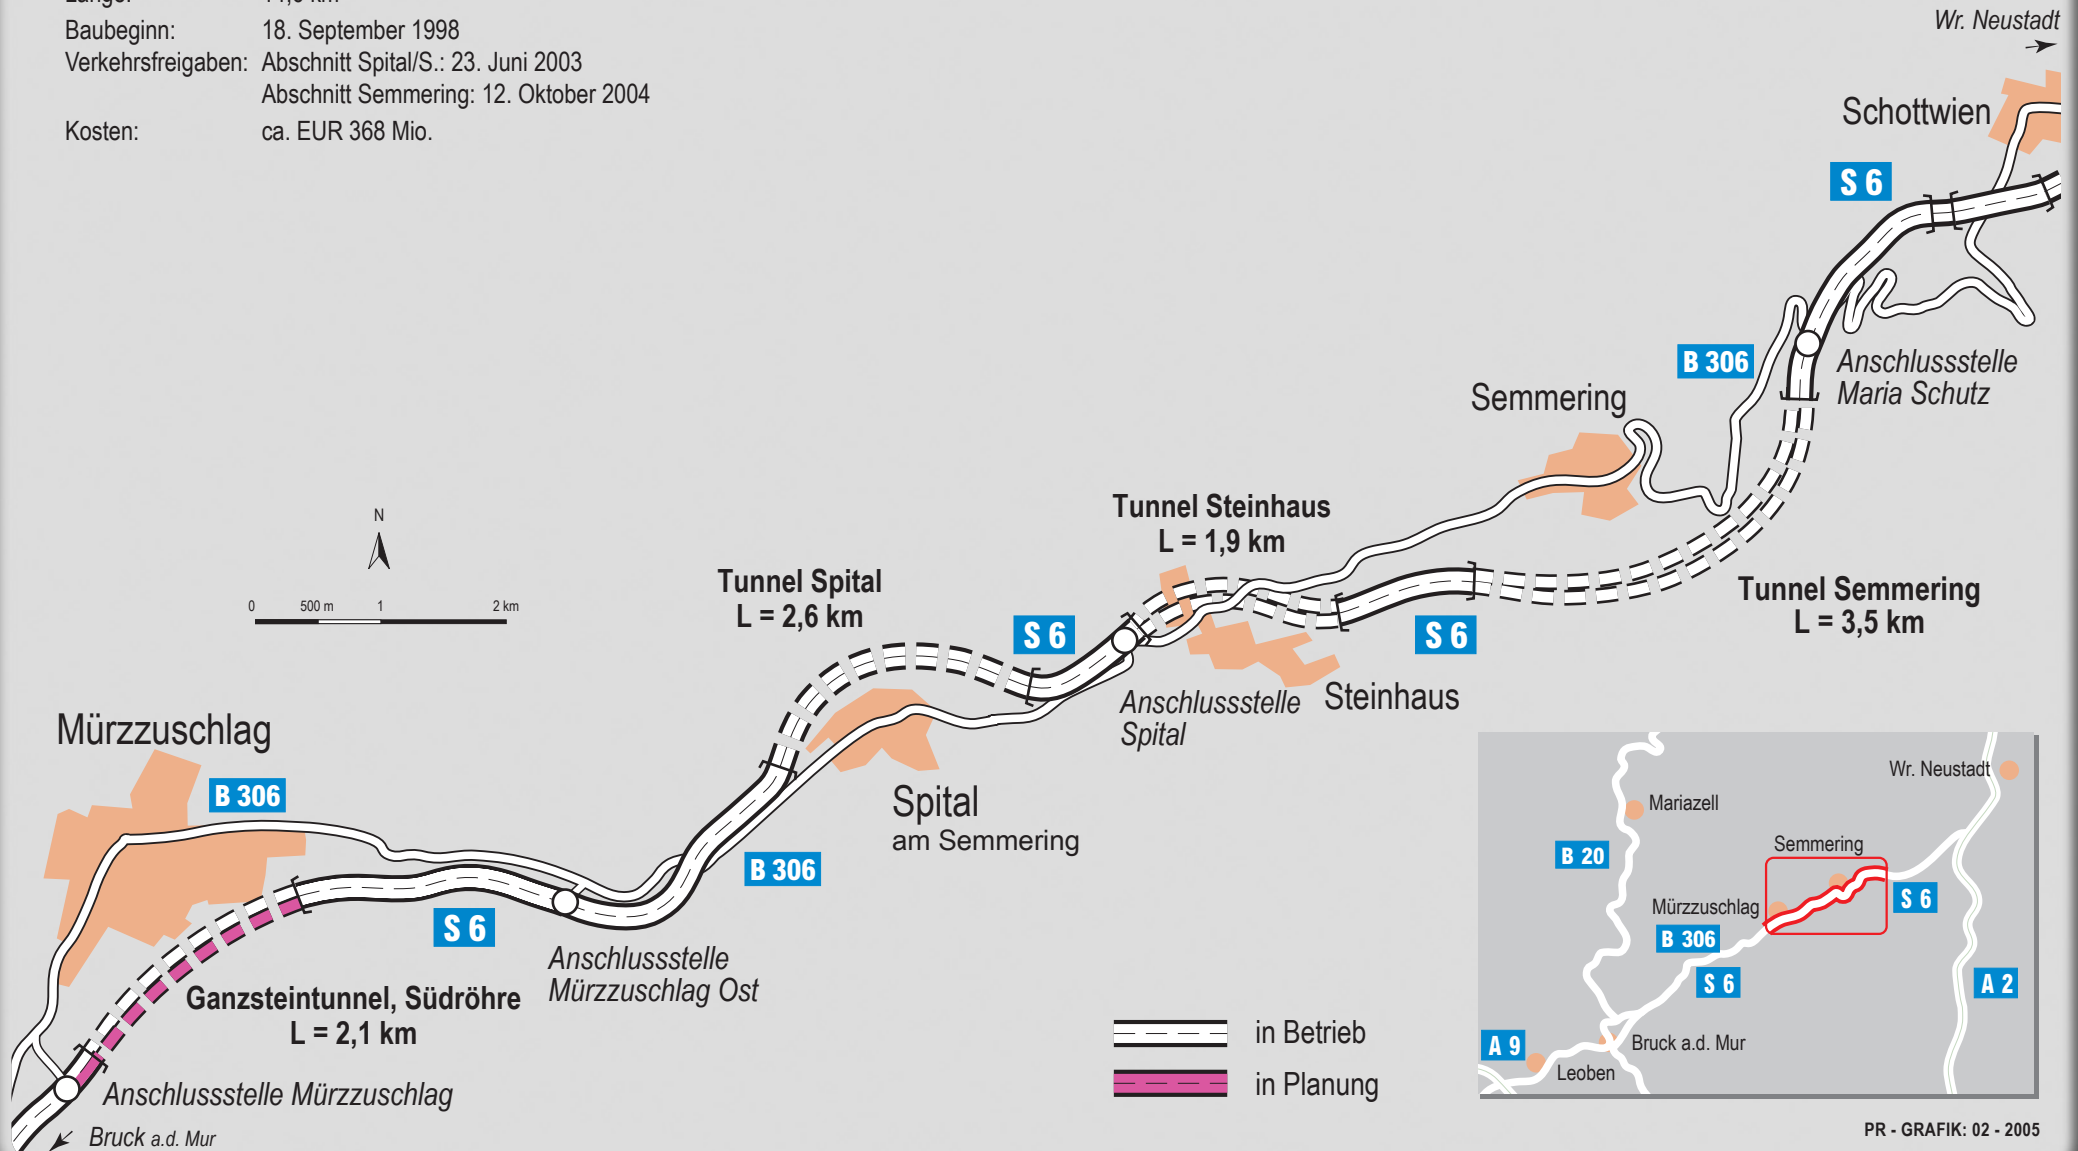 Baubeginn: 18. September 1998
Verkehrsfreigaben: Abschnitt Spital/S.: 23. Juni 2003
Abschnitt Semmering: 12. Oktober 2004
Kosten: ca. EUR 368 Mio.
Wr. Neustadt
Schottwien
S 6
B 306
Anschlussstelle
Maria Schutz
Semmering
Tunnel Steinhaus
L = 1,9 km
N
0 500 m 1 2 km
Tunnel Spital
L = 2,6 km
S 6
S 6
Tunnel Semmering
L = 3,5 km
Anschlussstelle
Spital
Steinhaus
Mürzzuschlag
B 306
Spital
am Semmering
B 306
S 6
Anschlussstelle
Mürzzuschlag Ost
Ganzsteintunnel, Südröhre
L = 2,1 km
Anschlussstelle Mürzzuschlag
Bruck a.d. Mur
in Betrieb
in Planung
Wr. Neustadt
Mariazell
B 20
Semmering
S 6
Mürzzuschlag
B 306
S 6
A 2
A 9
Bruck a.d. Mur
Leoben
PR - GRAFIK: 02 - 2005